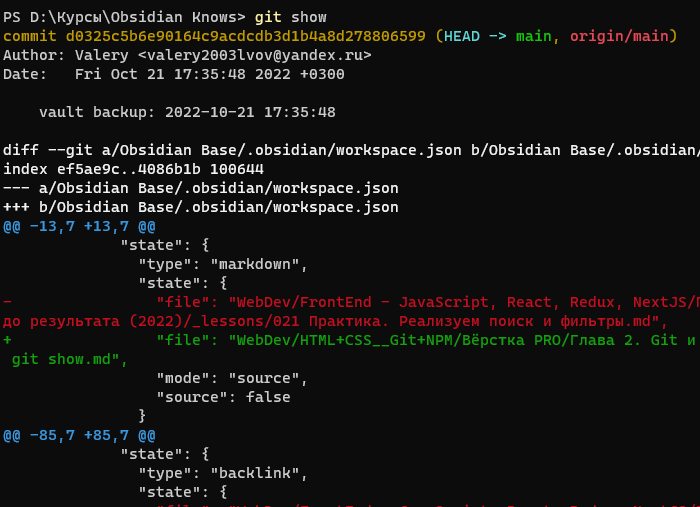 PS D:\Курсы\Obsidian Knows> git show
commit d0325c5b6e90164c9acdcdb3d1b4a8d278806599 (HEAD -> main, origin/main)
Author: Valery <valery2003lvov@yandex.ru>
Date:   Fri Oct 21 17:35:48 2022 +0300
    vault backup: 2022-10-21 17:35:48
diff --git a/Obsidian Base/.obsidian/workspace.json b/Obsidian Base/.obsidian/
index ef5ae9c..4086b1b 100644
--- a/Obsidian Base/.obsidian/workspace.json
+++ b/Obsidian Base/.obsidian/workspace.json
@@ -13,7 +13,7 @@
             "state": {
               "type": "markdown",
               "state": {
-                "file": "WebDev/FrontEnd - JavaScript, React, Redux, NextJS/
до результата (2022)/_lessons/021 Практика. Реализуем поиск и фильтры.md",
+                "file": "WebDev/HTML+CSS__Git+NPM/Вёрстка PRO/Глава 2. Git и
 git show.md",
                 "mode": "source",
                 "source": false
               }
@@ -85,7 +85,7 @@
             "state": {
               "type": "backlink",
               "state": {